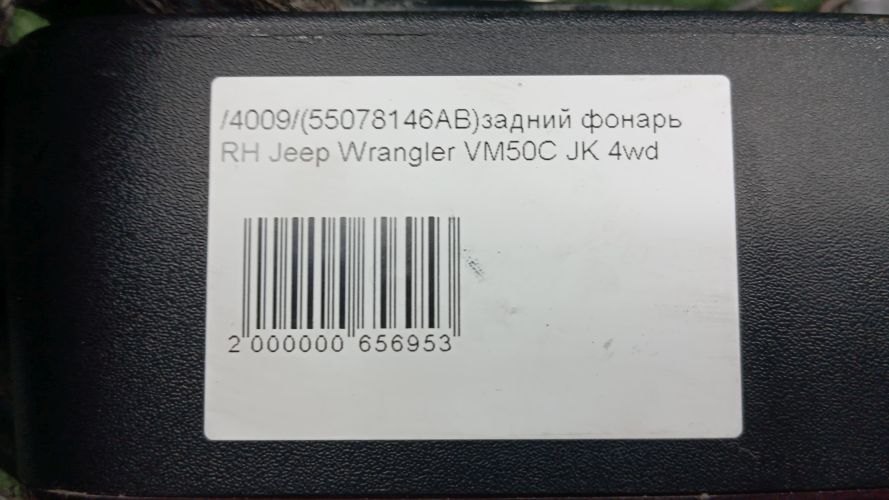 /4009/(55078146AB)задний фонарь
RH Jeep Wrangler VM50C JK 4wd
2 000000 656953